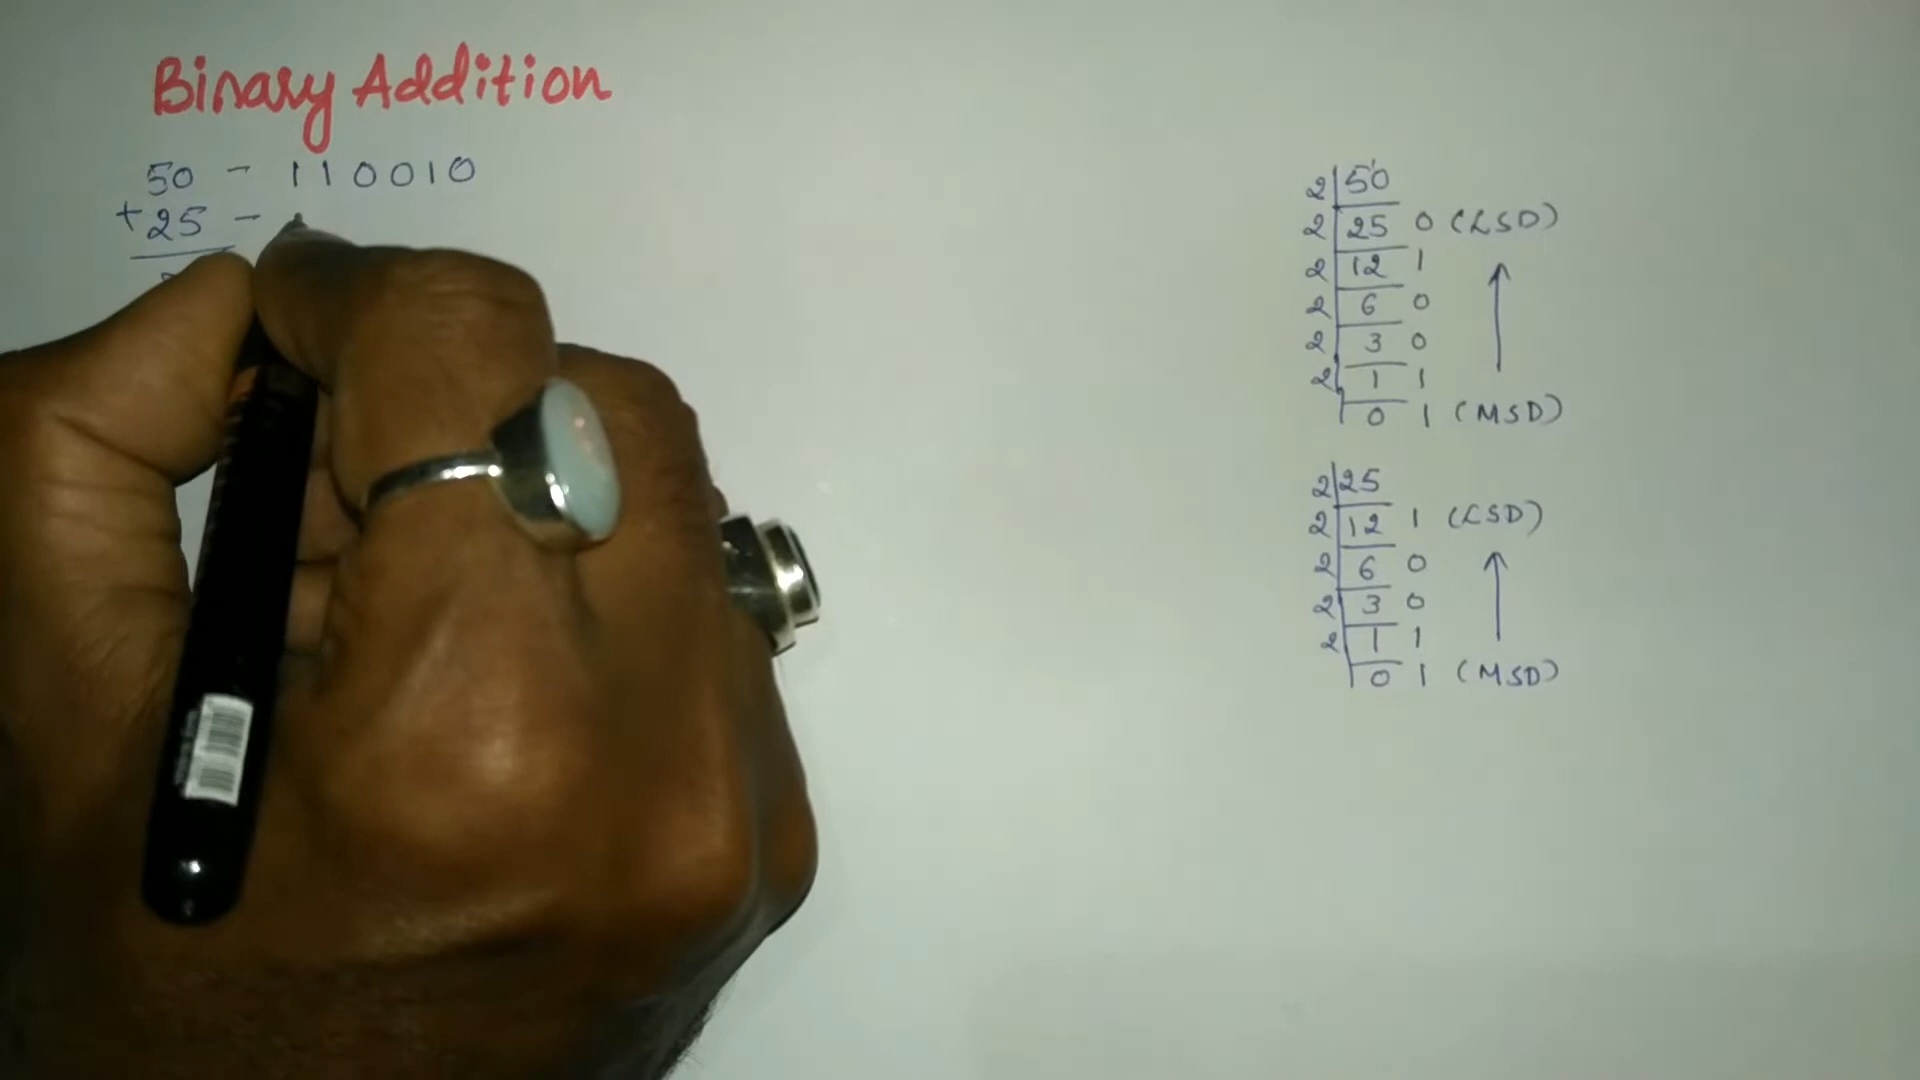 Binary Addition
50 - 110010
+ 25 -
2 50
2 25 0 (LSD)
2 12 1
2 6 0
2 3 0
2 1 1
0 1 (MSD)
2 25
2 12 1 (LSD)
2 6 0
2 3 0
2 1 1
0 1 (MSD)